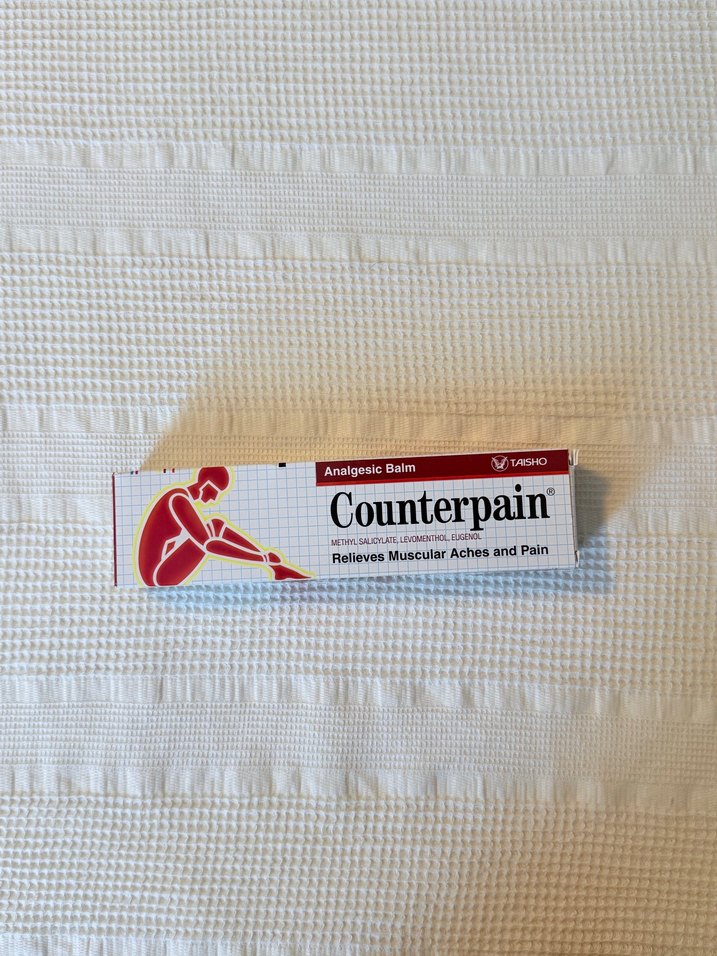 Analgesic Balm
TAISHO
Counterpain®
METHYL SALICYLATE, LEVOMENTHOL, EUGENOL
Relieves Muscular Aches and Pain